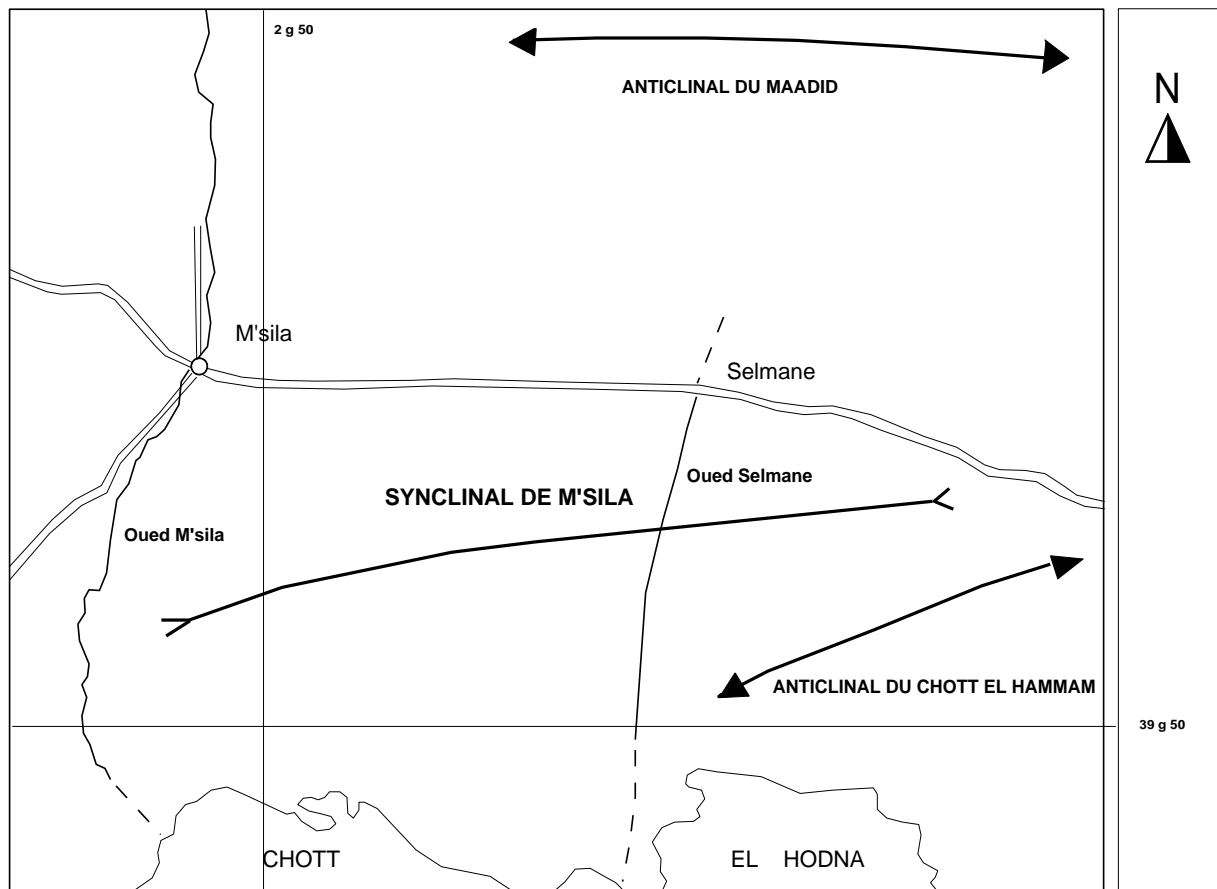 2 g 50
ANTICLINAL DU MAADID
N
M'sila
Selmane
Oued Selmane
SYNCLINAL DE M'SILA
Oued M'sila
ANTICLINAL DU CHOTT EL HAMMAM
39 g 50
CHOTT EL HODNA